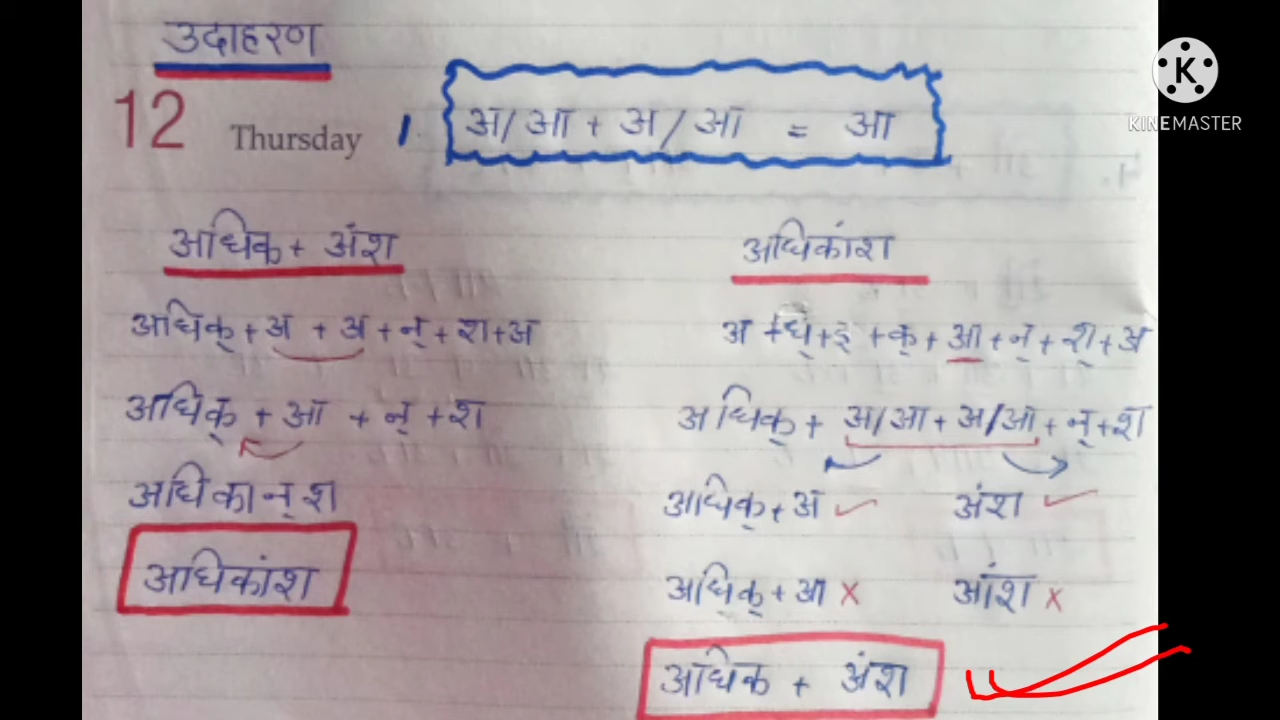 उदाहरण
12 Thursday
1. अ/आ + अ/आ = आ
KINEMASTER
अधिक + अंश
अधिक् + अ + अ + न् + श + अ
अधिक् + आ + न् + श
अधिकान् श
अधिकांश
अधिकांश
अ + ध् + इ + क् + आ + न् + श् + अ
अधिक् + अ/आ + अ/आ + न् + श
अधिक् + अ ✓ अंश ✓
अधिक् + आ x आंश x
अधिक + अंश